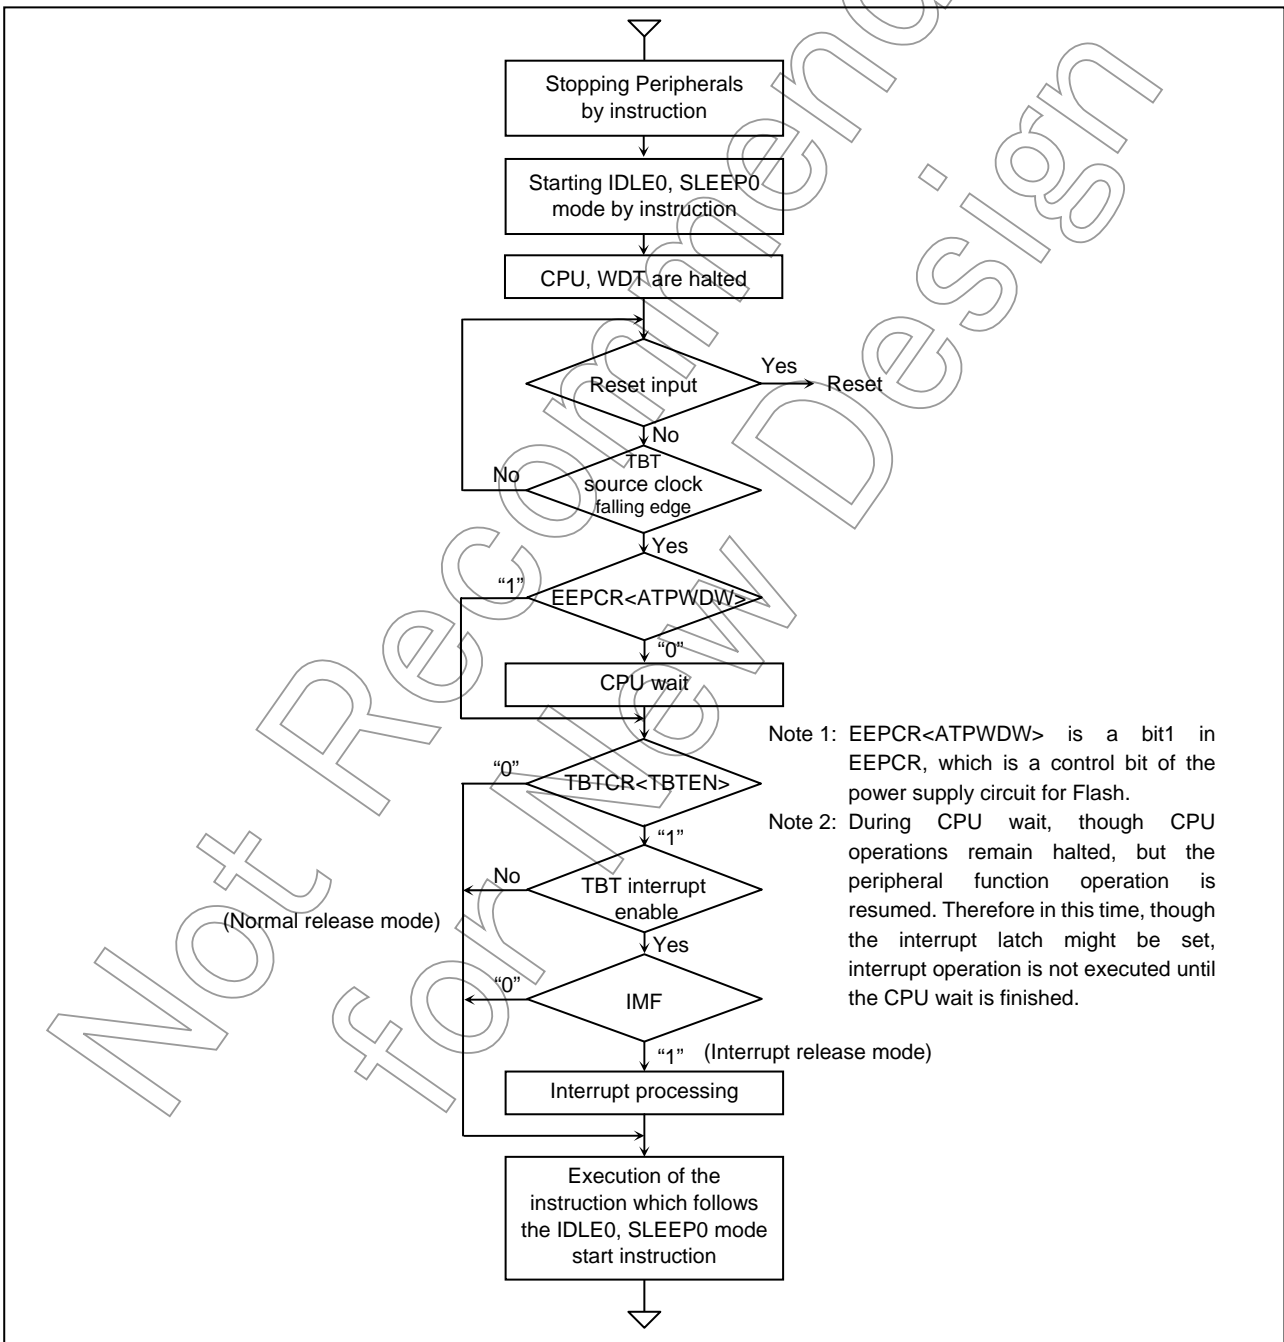 Stopping Peripherals
by instruction
Starting IDLE0, SLEEP0
mode by instruction
CPU, WDT are halted
Reset input
Yes
Reset
No
TBT
source clock
falling edge
No
Yes
EEPCR<ATPWDW>
“1”
“0”
CPU wait
TBTCR<TBTEN>
“0”
“1”
TBT interrupt
enable
No
(Normal release mode)
Yes
IMF
“0”
“1”
(Interrupt release mode)
Interrupt processing
Execution of the
instruction which follows
the IDLE0, SLEEP0 mode
start instruction
Note 1: EEPCR<ATPWDW> is a bit1 in
EEPCR, which is a control bit of the
power supply circuit for Flash.
Note 2: During CPU wait, though CPU
operations remain halted, but the
peripheral function operation is
resumed. Therefore in this time, though
the interrupt latch might be set,
interrupt operation is not executed until
the CPU wait is finished.
Not
for New Design